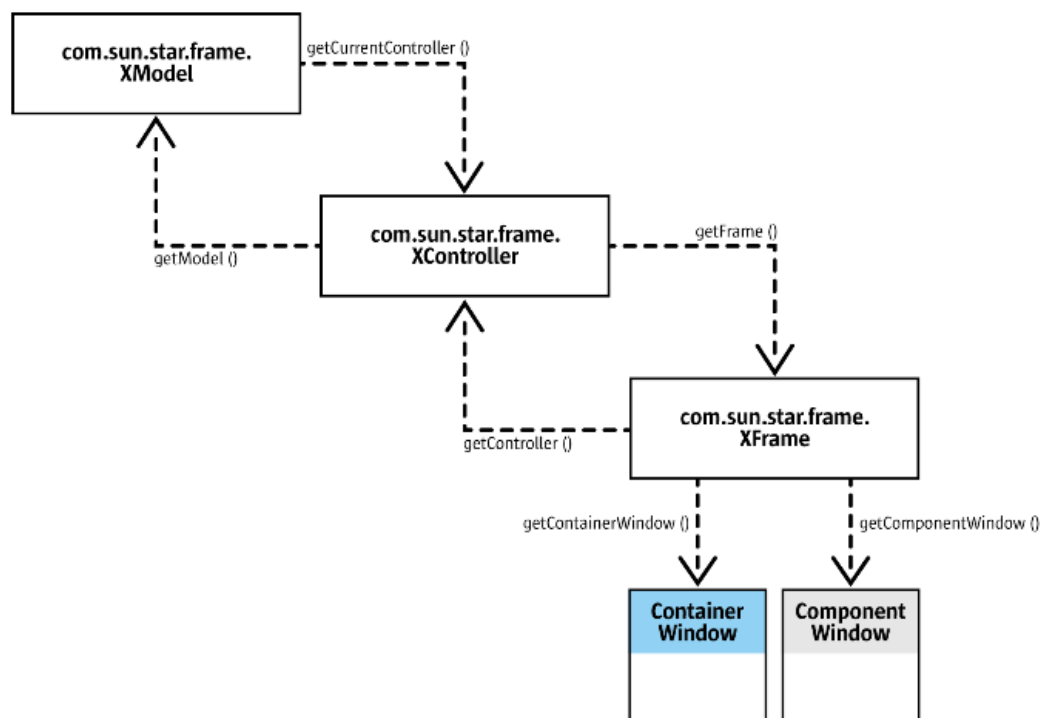 com.sun.star.frame.
XModel
getCurrentController ()
getModel ()
com.sun.star.frame.
XController
getFrame ()
getController ()
com.sun.star.frame.
XFrame
getContainerWindow ()
getComponentWindow ()
Container
Window
Component
Window